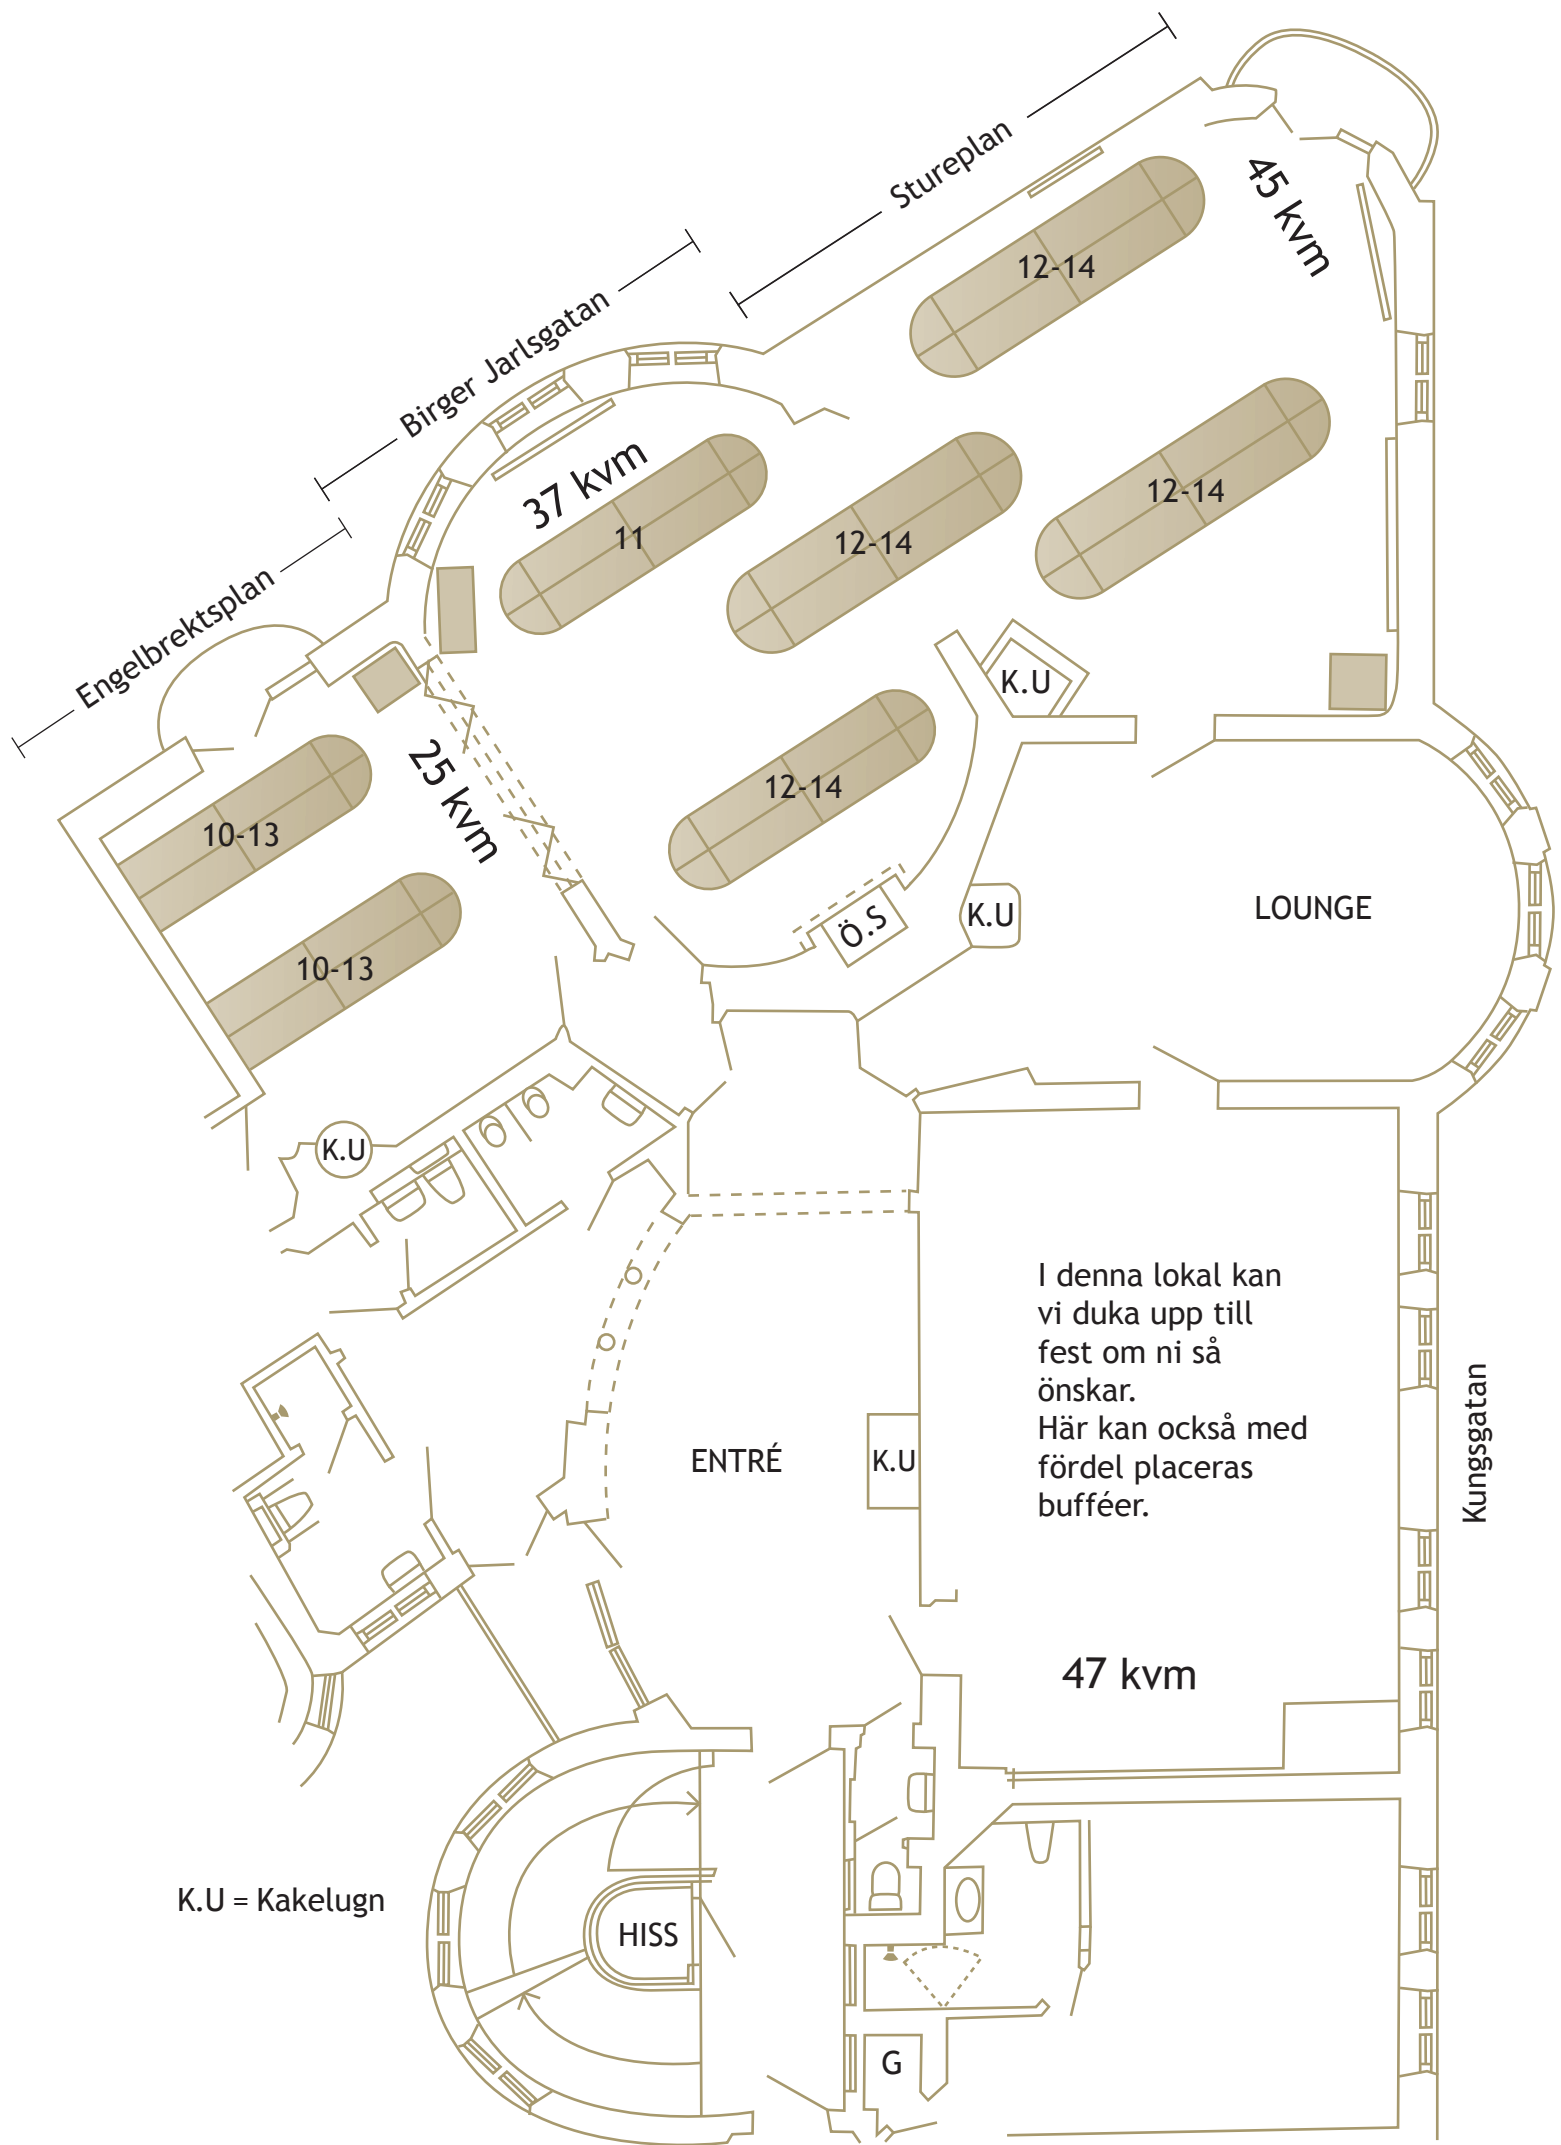 Stureplan
45 kvm
12-14
Birger Jarlsgatan
37 kvm
11
12-14
12-14
Engelbrektsplan
25 kvm
K.U
12-14
10-13
10-13
Ö.S
K.U
LOUNGE
K.U
I denna lokal kan
vi duka upp till
fest om ni så
önskar.
Här kan också med
fördel placeras
bufféer.
Kungsgatan
ENTRÉ
K.U
47 kvm
K.U = Kakelugn
HISS
G